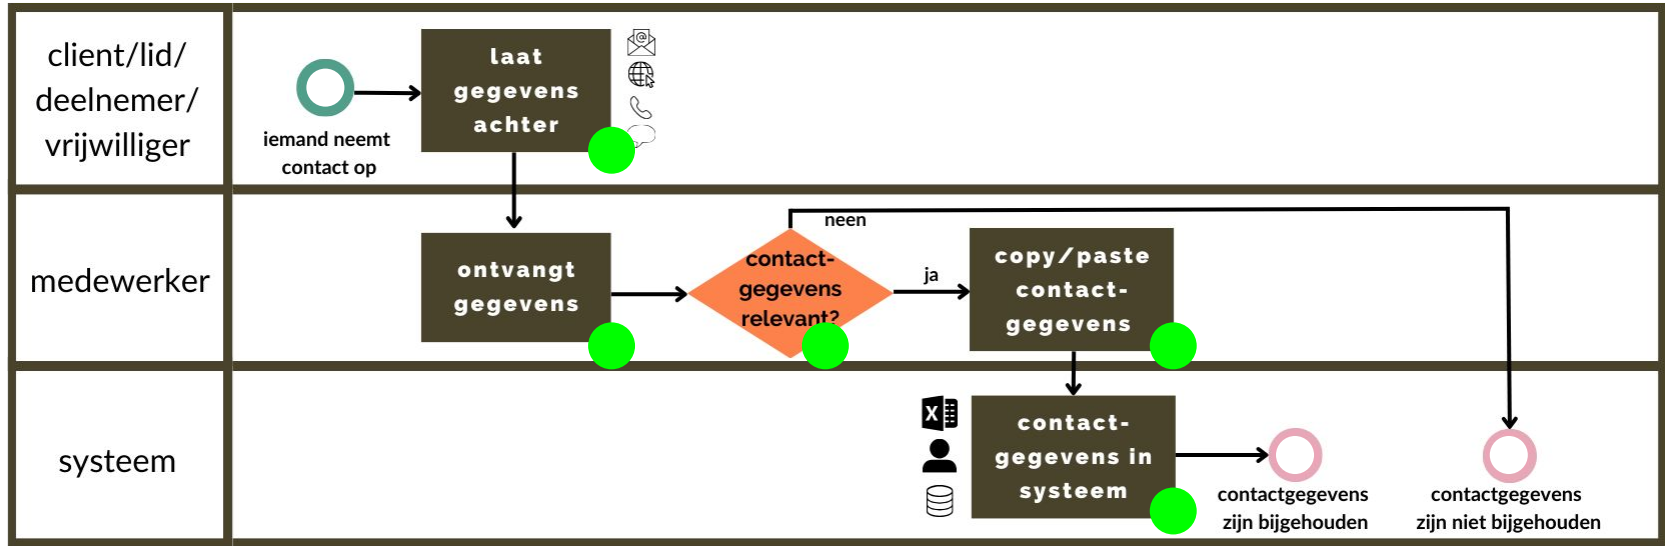 client/lid/
deelnemer/
vrijwilliger
iemand neemt
contact op
laat
gegevens
achter
medewerker
ontvangt
gegevens
contact-
gegevens
relevant?
neen
ja
copy/paste
contact-
gegevens
systeem
X
contact-
gegevens in
systeem
contactgegevens
zijn bijgehouden
contactgegevens
zijn niet bijgehouden